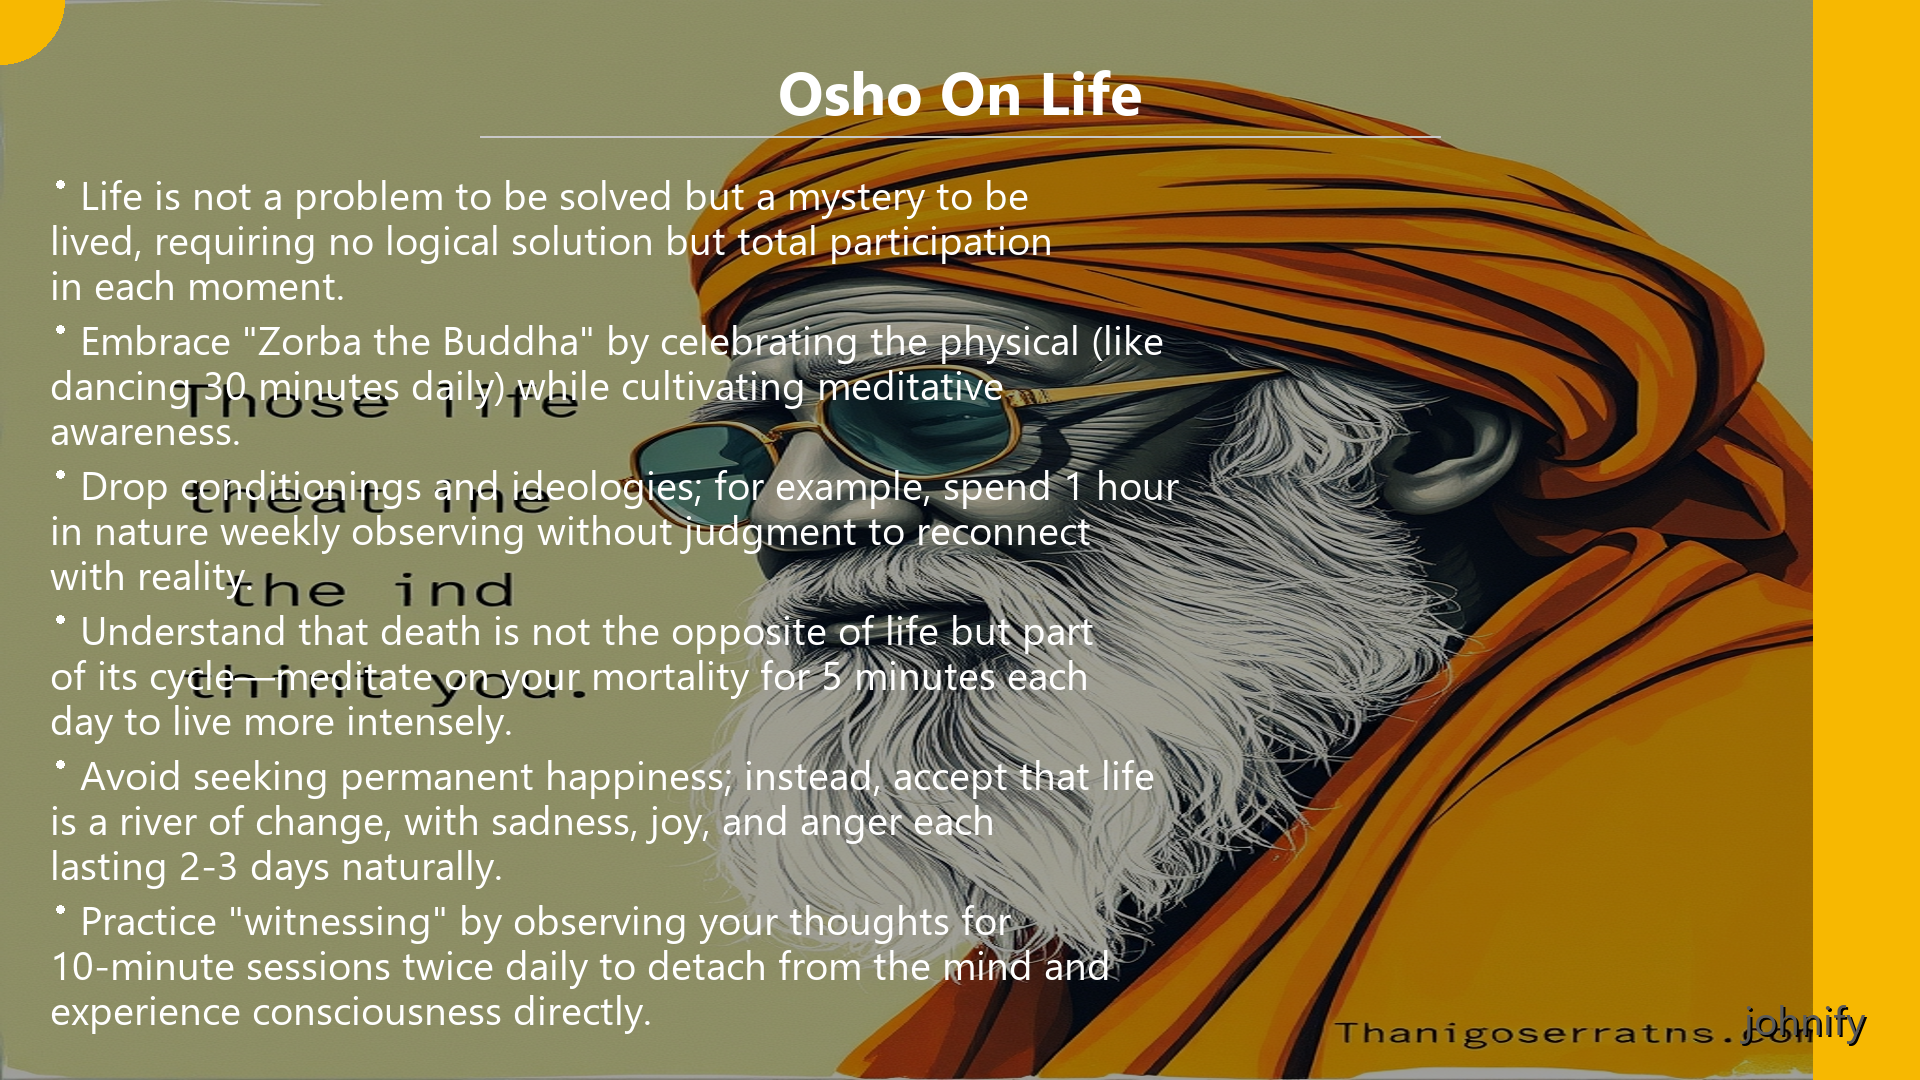 Osho On Life
• Life is not a problem to be solved but a mystery to be
lived, requiring no logical solution but total participation
in each moment.
• Embrace "Zorba the Buddha" by celebrating the physical (like
dancing 30 minutes daily) while cultivating meditative
awareness.
• Drop conditionings and ideologies; for example, spend 1 hour
in nature weekly observing without judgment to reconnect
with reality.
• Understand that death is not the opposite of life but part
of its cycle—meditate on your mortality for 5 minutes each
day to live more intensely.
• Avoid seeking permanent happiness; instead, accept that life
is a river of change, with sadness, joy, and anger each
lasting 2-3 days naturally.
• Practice "witnessing" by observing your thoughts for
10-minute sessions twice daily to detach from the mind and
experience consciousness directly.
Those life
the ind
you.
Thanigoserratns.com
johnify